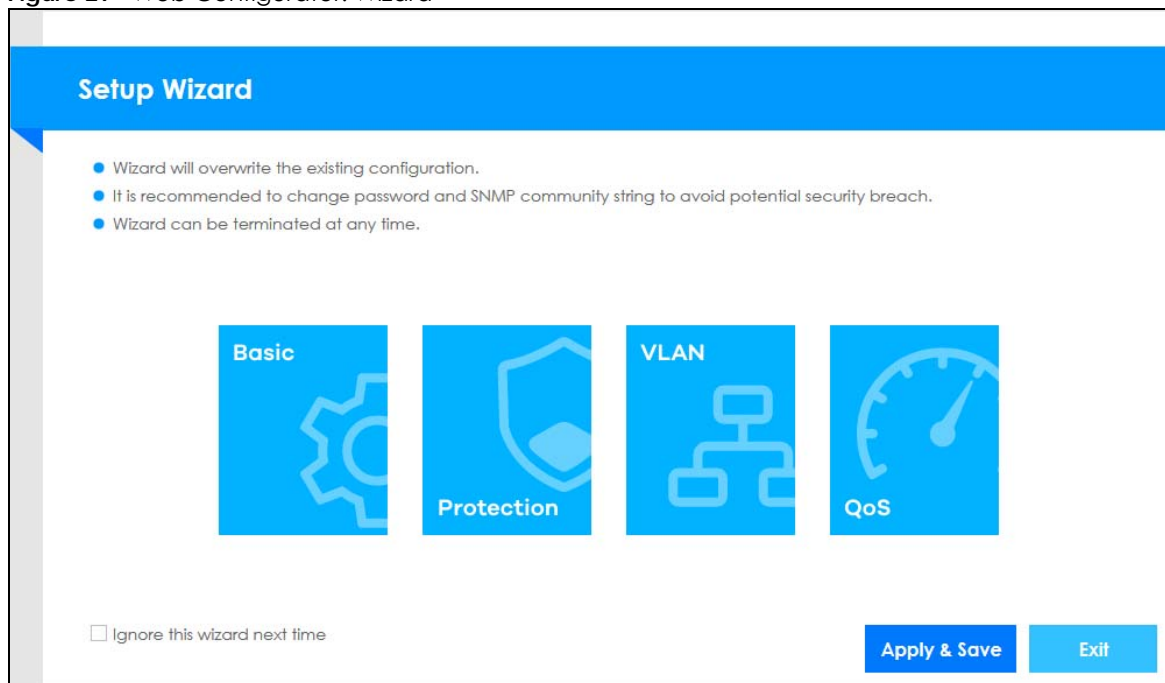 Setup Wizard
Wizard will overwrite the existing configuration.
It is recommended to change password and SNMP community string to avoid potential security breach.
Wizard can be terminated at any time.
Basic
Protection
VLAN
QoS
Ignore this wizard next time
Apply & Save
Exit